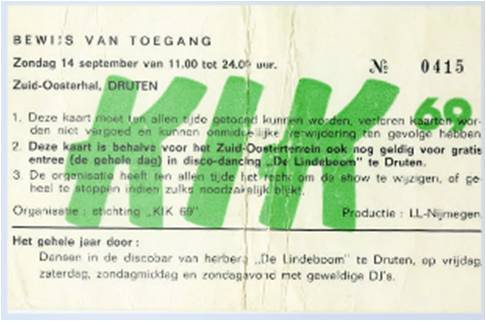 BEWIJS VAN TOEGANG
Zondag 14 september van 11.00 tot 24.00 uur.
№ 0415
Zuid-Oosterhal, DRUTEN
KIK 69
1. Deze kaart moet ten allen tijde getoond kunnen worden, verloren kaarten wor-
den niet vergoed en kunnen onmiddellijke verwijdering ten gevolge hebben
2. Deze kaart is behalve voor het Zuid-Oosterterrein ook nog geldig voor gratis
entree (de gehele dag) in disco-dancing „De Lindeboom" te Druten.
3. De organisatie heeft ten allen tijde het recht om de show te wijzigen, of ge-
heel te stoppen indien zulks noodzakelijk blijkt.
Organisatie : stichting „KIK 69"
Productie : LL-Nijmegen
Het gehele jaar door :
Dansen in de discobar van herberg „De Lindeboom" te Druten, op vrijdag,
zaterdag, zondagmiddag en zondagavond met geweldige DJ's.